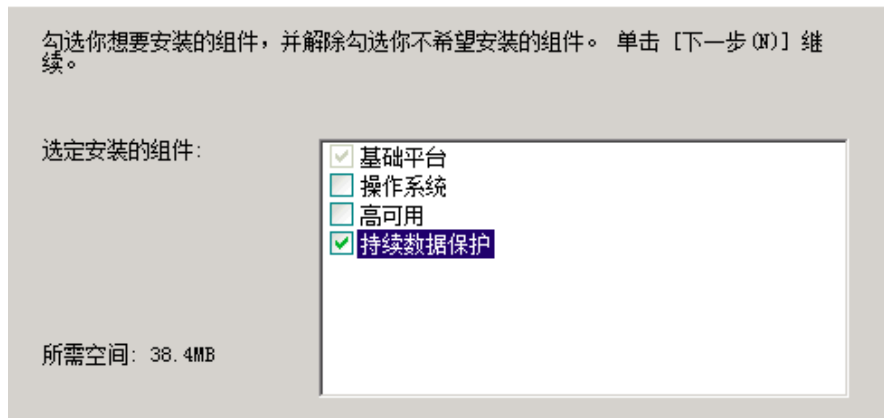 勾选你想要安装的组件，并解除勾选你不希望安装的组件。 单击 [下一步(N)] 继
续。
选定安装的组件:
基础平台
操作系统
高可用
持续数据保护
所需空间: 38.4MB